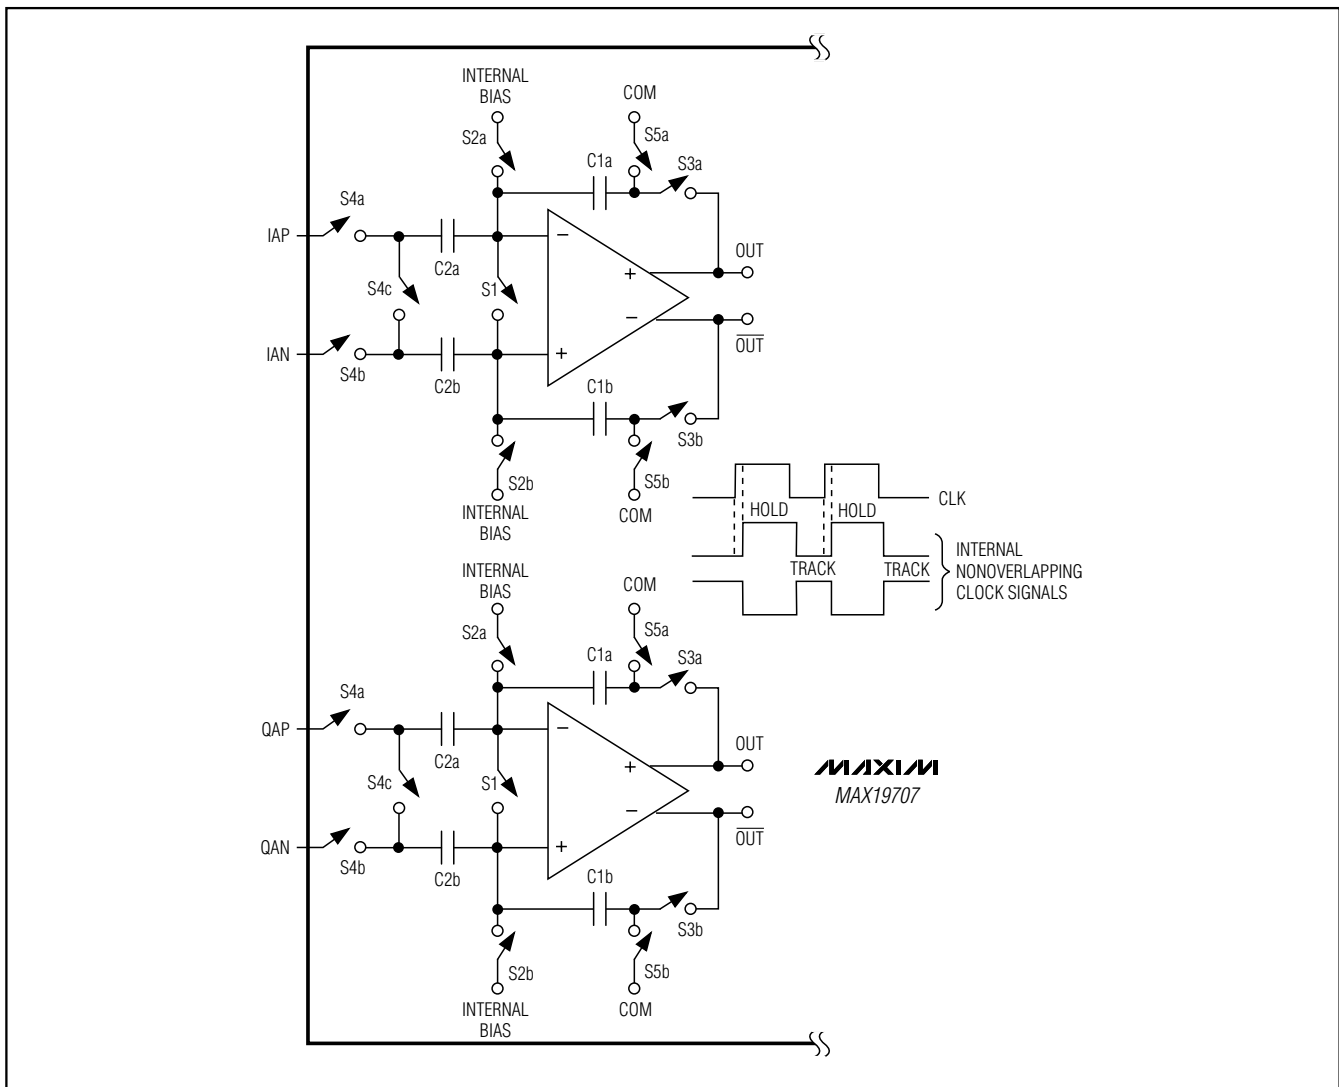 INTERNAL
BIAS
COM
S2a
S5a
C1a
S3a
S4a
IAP
−
OUT
C2a
+
S4c
S1
−
OUT
IAN
+
S4b
C2b
C1b
S3b
S2b
S5b
INTERNAL
BIAS
COM
CLK
HOLD
HOLD
TRACK
TRACK
INTERNAL
NONOVERLAPPING
CLOCK SIGNALS
INTERNAL
BIAS
COM
S2a
S5a
C1a
S3a
S4a
QAP
−
OUT
C2a
+
S4c
S1
−
OUT
QAN
+
S4b
C2b
C1b
S3b
S2b
S5b
INTERNAL
BIAS
COM
MAXIM
MAX19707